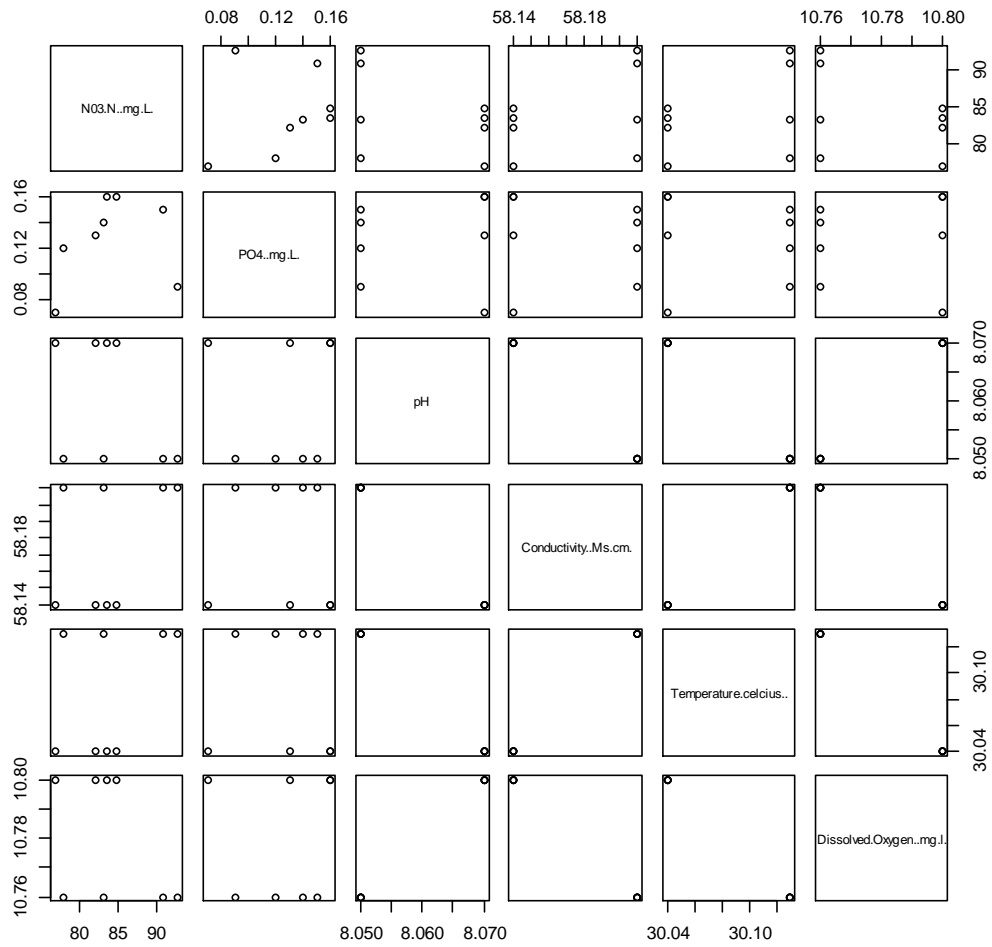 0.08 0.12 0.16
58.14 58.18
10.76 10.78 10.80
N03.N..mg.L.
80 85 90
0.08 0.12 0.16
PO4..mg.L.
pH
8.050 8.060 8.070
58.14 58.18
Conductivity..Ms.cm.
Temperature.celcius..
30.04 30.10
10.76 10.78 10.80
Dissolved.Oxygen..mg.l.
80 85 90
8.050 8.060 8.070
30.04 30.10